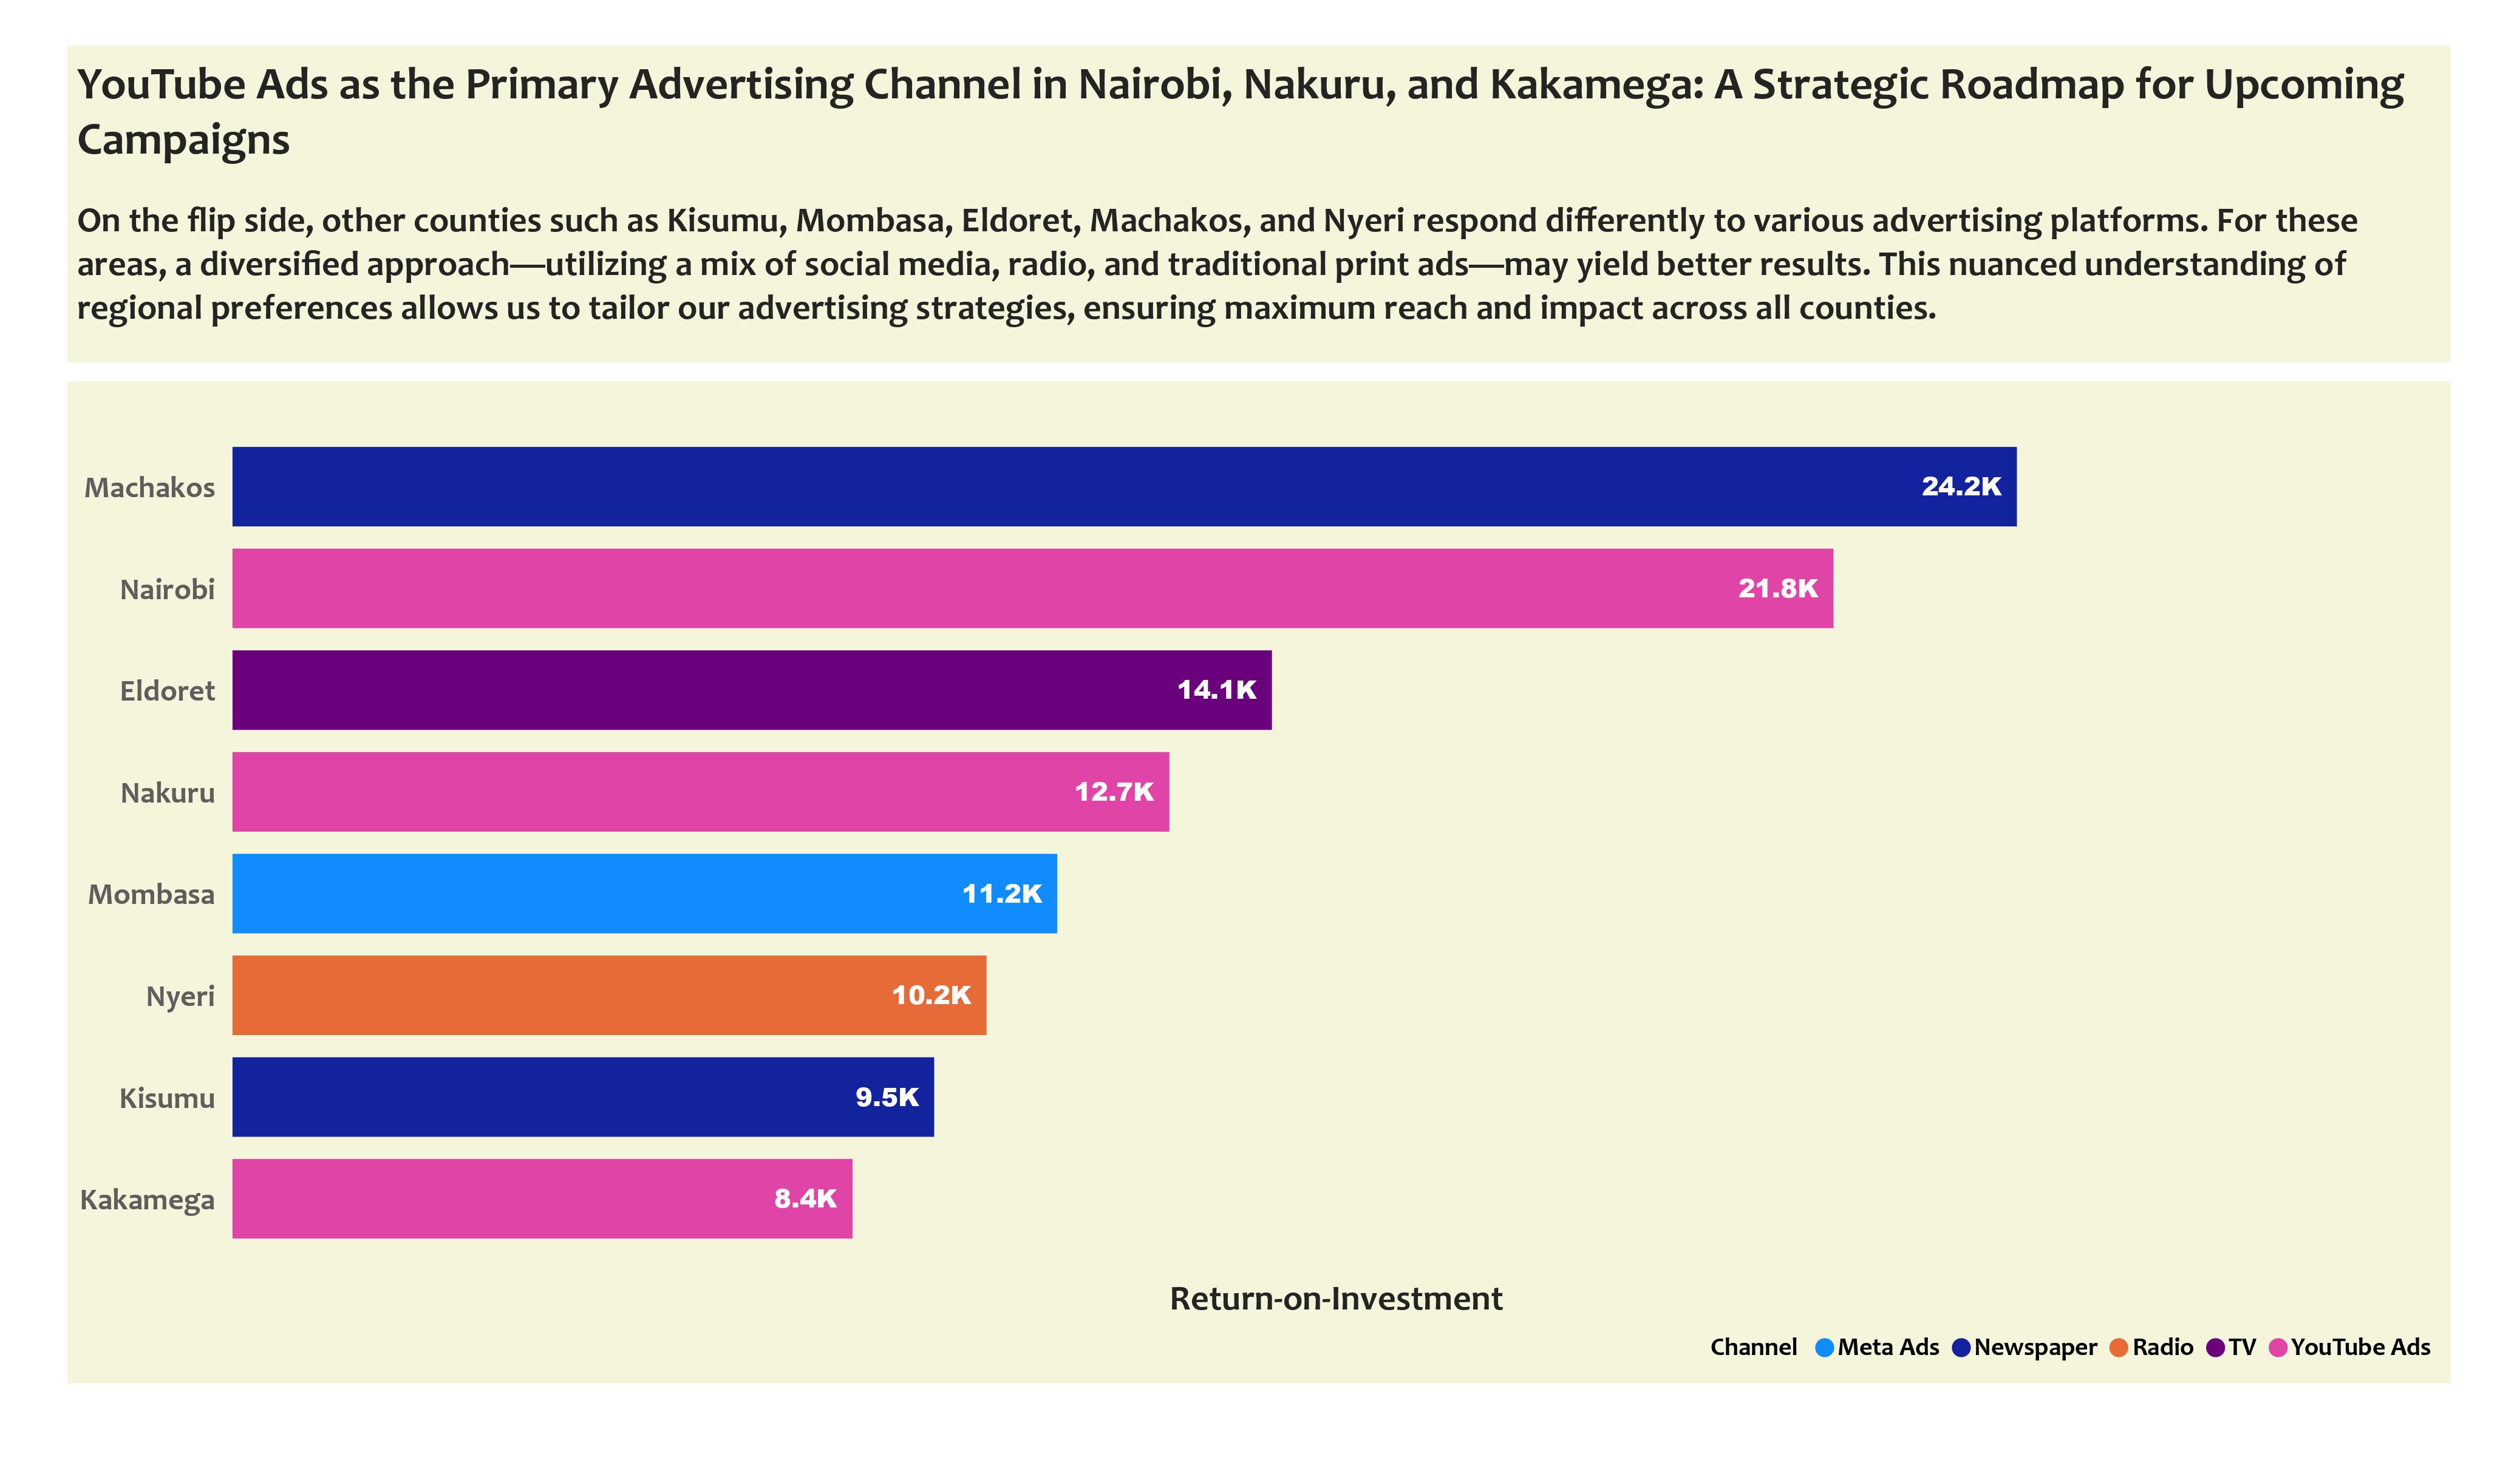 YouTube Ads as the Primary Advertising Channel in Nairobi, Nakuru, and Kakamega: A Strategic Roadmap for Upcoming
Campaigns
On the flip side, other counties such as Kisumu, Mombasa, Eldoret, Machakos, and Nyeri respond differently to various advertising platforms. For these
areas, a diversified approach—utilizing a mix of social media, radio, and traditional print ads—may yield better results. This nuanced understanding of
regional preferences allows us to tailor our advertising strategies, ensuring maximum reach and impact across all counties.
Machakos 24.2K
Nairobi 21.8K
Eldoret 14.1K
Nakuru 12.7K
Mombasa 11.2K
Nyeri 10.2K
Kisumu 9.5K
Kakamega 8.4K
Return-on-Investment
Channel Meta Ads Newspaper Radio TV YouTube Ads